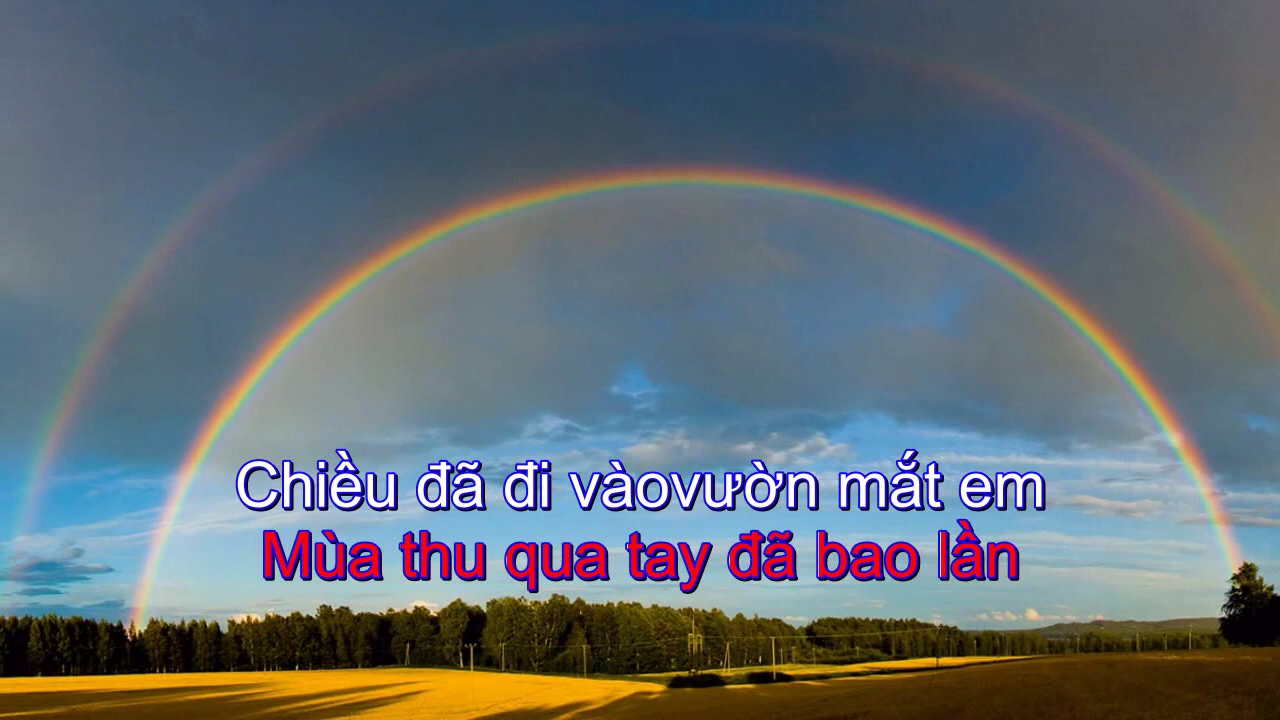 Chiều đã đi vàovườn mắt em
Mùa thu qua tay đã bao lần